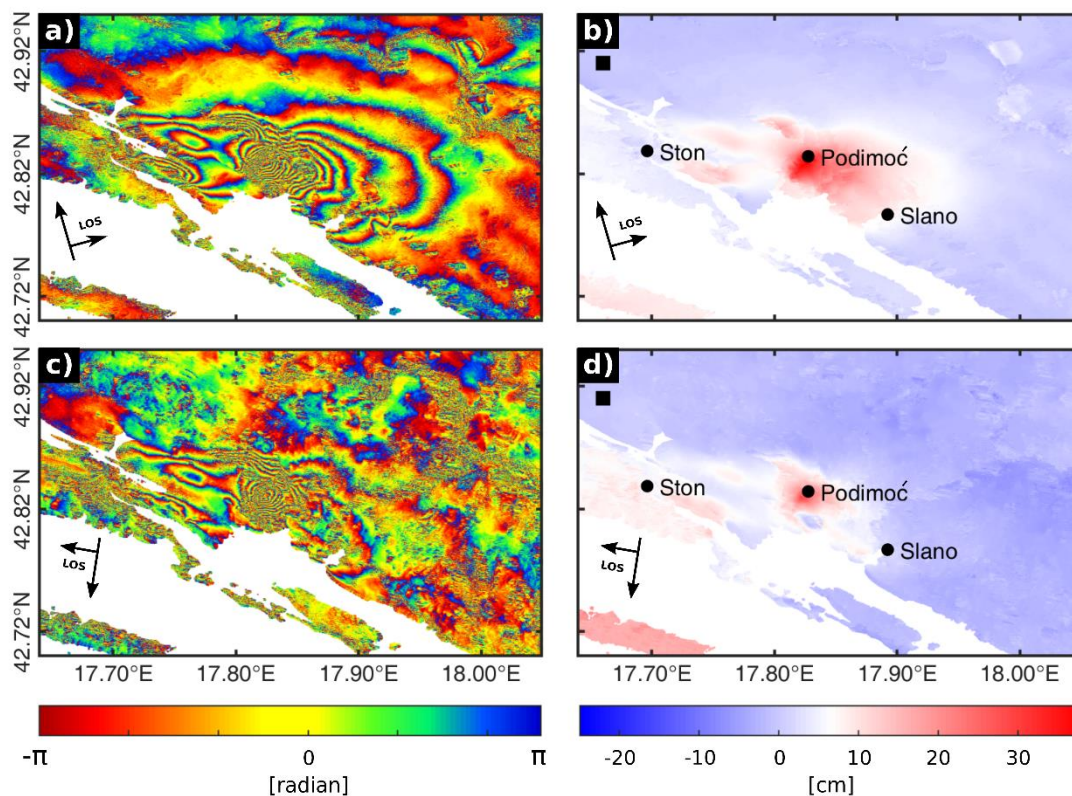 a)
42.92°N
42.82°N
42.72°N
LOS
b)
Ston
Podimoć
Slano
LOS
c)
42.92°N
42.82°N
42.72°N
LOS
17.70°E 17.80°E 17.90°E 18.00°E
d)
Ston
Podimoć
Slano
LOS
17.70°E 17.80°E 17.90°E 18.00°E
-π 0 π
[radian]
-20 -10 0 10 20 30
[cm]